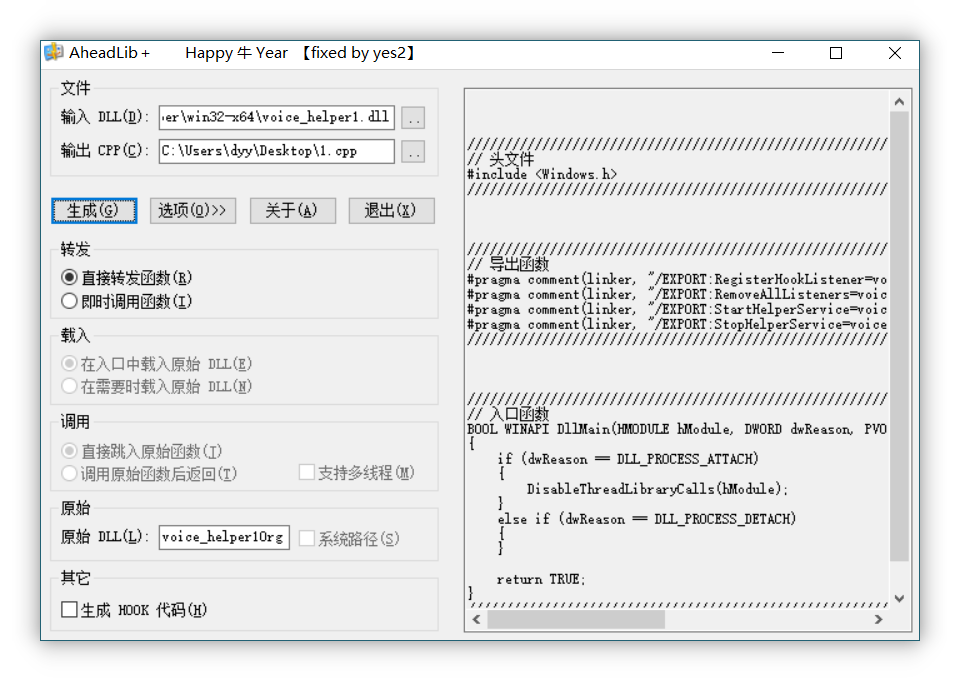 AheadLib + Happy 牛 Year 【fixed by yes2】
文件
输入 DLL(D): er\win32-x64\voice_helper1.dll ..
输出 CPP(C): C:\Users\dyy\Desktop\1.cpp ..
生成(G) 选项(O)>> 关于(A) 退出(X)
转发
直接转发函数(R)
即时调用函数(I)
载入
在入口中载入原始 DLL(E)
在需要时载入原始 DLL(N)
调用
直接跳入原始函数(I)
调用原始函数后返回(T) 支持多线程(M)
原始
原始 DLL(L): voice_helper1Org 系统路径(S)
其它
生成 HOOK 代码(H)
////////////////////////////////////////////////////////
// 头文件
#include <Windows.h>
////////////////////////////////////////////////////////
////////////////////////////////////////////////////////
// 导出函数
#pragma comment(linker, "/EXPORT:RegisterHookListener=vo
#pragma comment(linker, "/EXPORT:RemoveAllListeners=voic
#pragma comment(linker, "/EXPORT:StartHelperService=voic
#pragma comment(linker, "/EXPORT:StopHelperService=voice
////////////////////////////////////////////////////////
////////////////////////////////////////////////////////
// 入口函数
BOOL WINAPI DllMain(HMODULE hModule, DWORD dwReason, PVO
{
if (dwReason == DLL_PROCESS_ATTACH)
{
DisableThreadLibraryCalls(hModule);
}
else if (dwReason == DLL_PROCESS_DETACH)
{
}
return TRUE;
}
////////////////////////////////////////////////////////